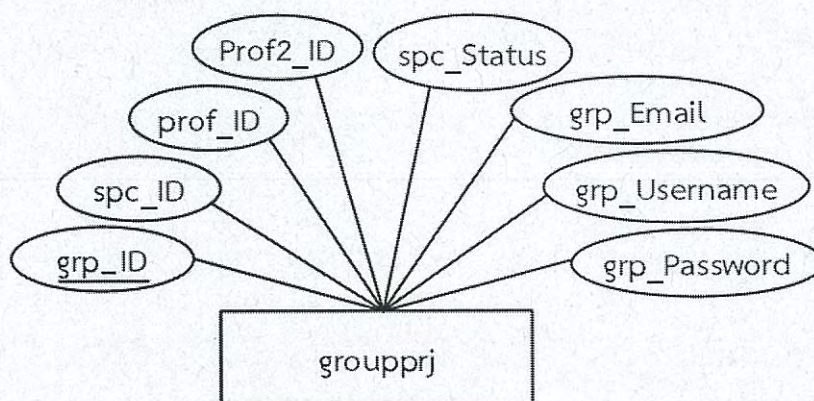 Prof2_ID
spc_Status
prof_ID
grp_Email
spc_ID
grp_Username
grp_ID
grp_Password
groupprj